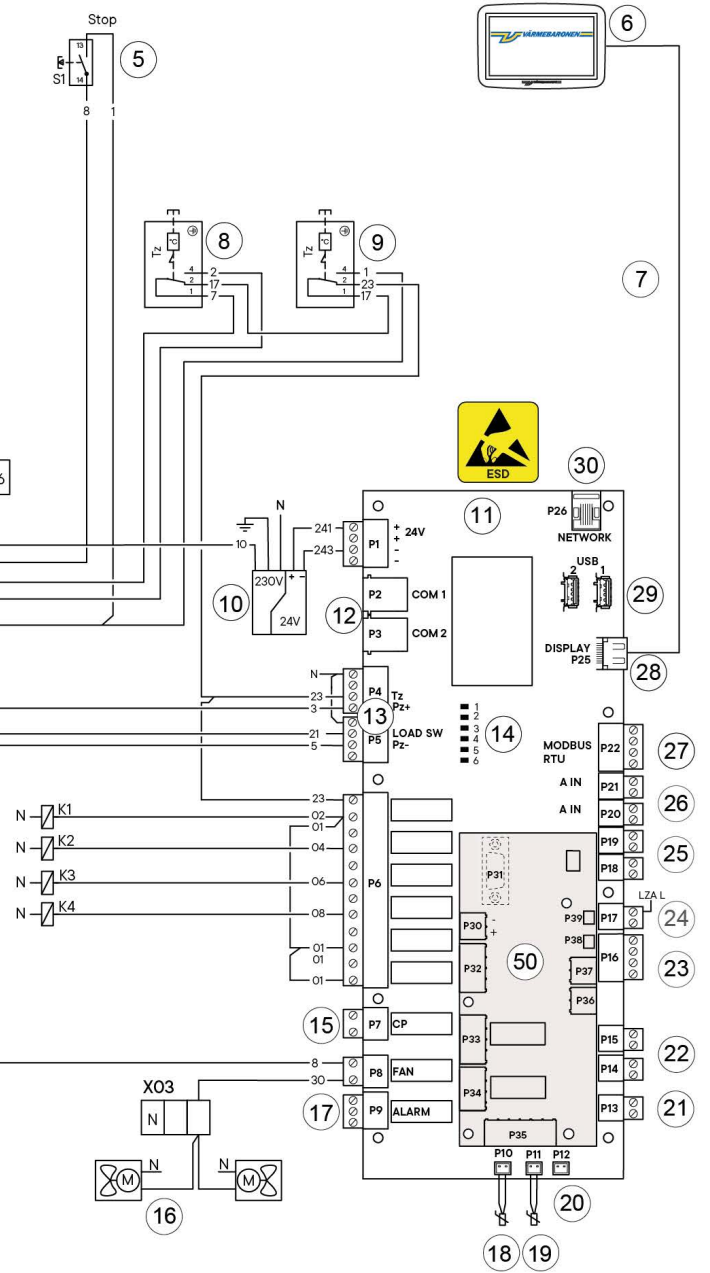 Stop
13
14
S1
5
8 1
VÄRMEBARONEN
6
7
8
°C
Tz
4 2
2 17
1 7
9
°C
Tz
4 1
2 23
1 17
6
ESD
30
P26
NETWORK
11
N
10
230V
+ -
24V
10
241
243
P1
+ 24V
+
-
-
P2 COM 1
12
P3 COM 2
USB
2 1
29
DISPLAY
P25
28
N
23
3
P4
Tz
Pz+
13
21
5
P5
LOAD SW
Pz-
1
2
3
4
5
6
14
MODBUS
RTU
P22
27
A IN
P21
A IN
P20
26
P19
P18
25
23
N K1
02
01
N K2
04
N K3
06
N K4
08
01
01
01
P6
P31
P30
-
+
P32
50
P39
P38
P37
P36
P33
P34
P35
LZA L
P17
24
P16
23
15
P7 CP
8
30
P8 FAN
17
P9 ALARM
P15
P14
22
P13
21
X03
N
N
M
N
M
16
P10 P11 P12
20
18 19